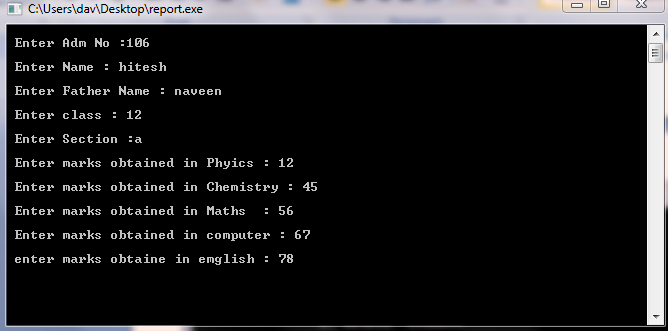 C:\Users\dav\Desktop\report.exe
Enter Adm No :106
Enter Name : hitesh
Enter Father Name : naveen
Enter class : 12
Enter Section :a
Enter marks obtained in Phyics : 12
Enter marks obtained in Chemistry : 45
Enter marks obtained in Maths  : 56
Enter marks obtained in computer : 67
enter marks obtaine in emglish : 78